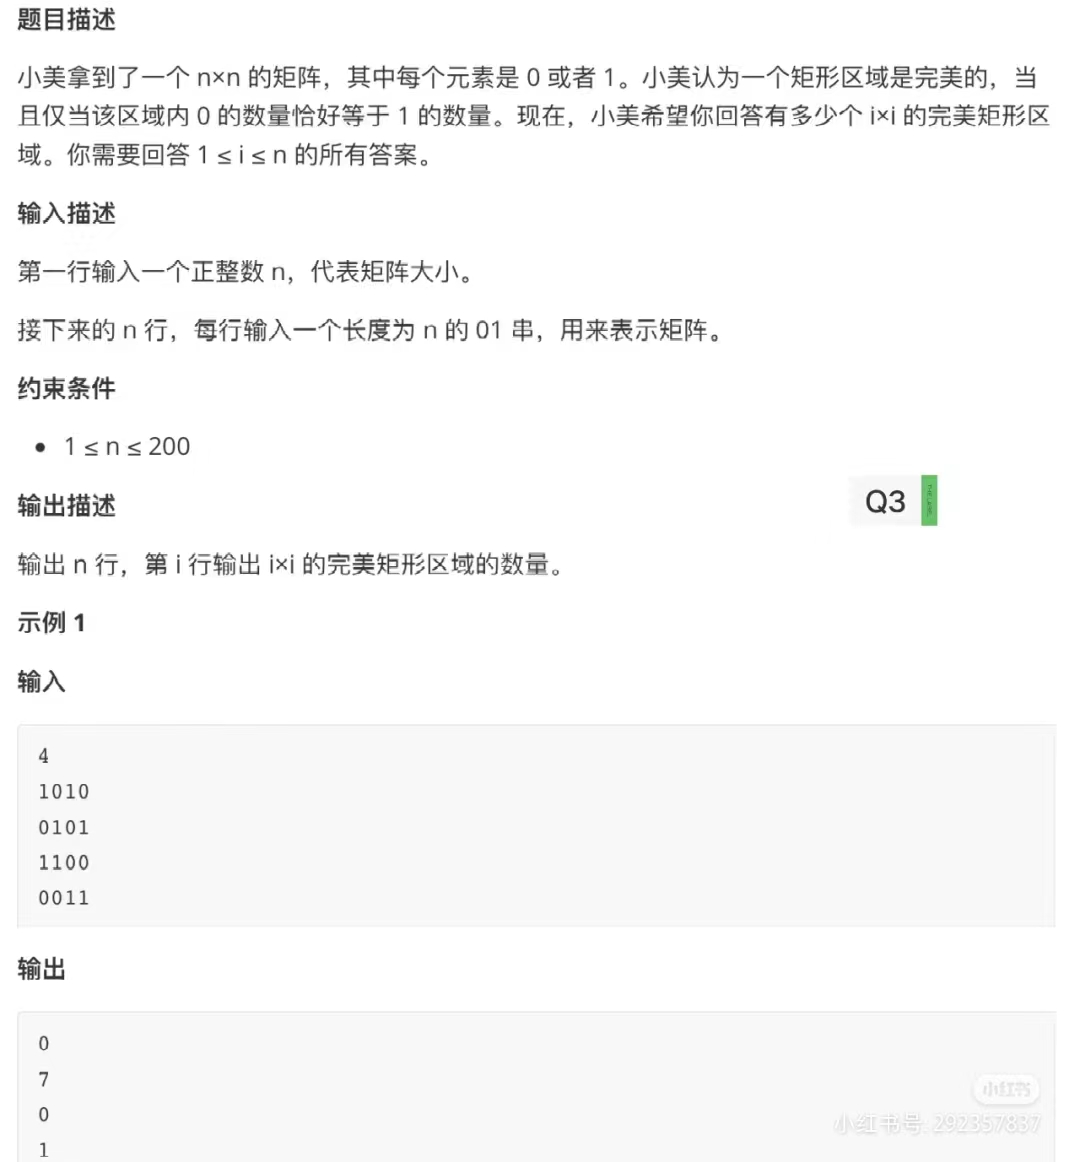 题目描述
小美拿到了一个 n×n 的矩阵，其中每个元素是 0 或者 1。小美认为一个矩形区域是完美的，当
且仅当该区域内 0 的数量恰好等于 1 的数量。现在，小美希望你回答有多少个 i×i 的完美矩形区
域。你需要回答 1 ≤ i ≤ n 的所有答案。
输入描述
第一行输入一个正整数 n，代表矩阵大小。
接下来的 n 行，每行输入一个长度为 n 的 01 串，用来表示矩阵。
约束条件
• 1 ≤ n ≤ 200
Q3
输出描述
输出 n 行，第 i 行输出 i×i 的完美矩形区域的数量。
示例 1
输入
4
1010
0101
1100
0011
输出
0
7
0
1
小红书
小红书号: 292357837